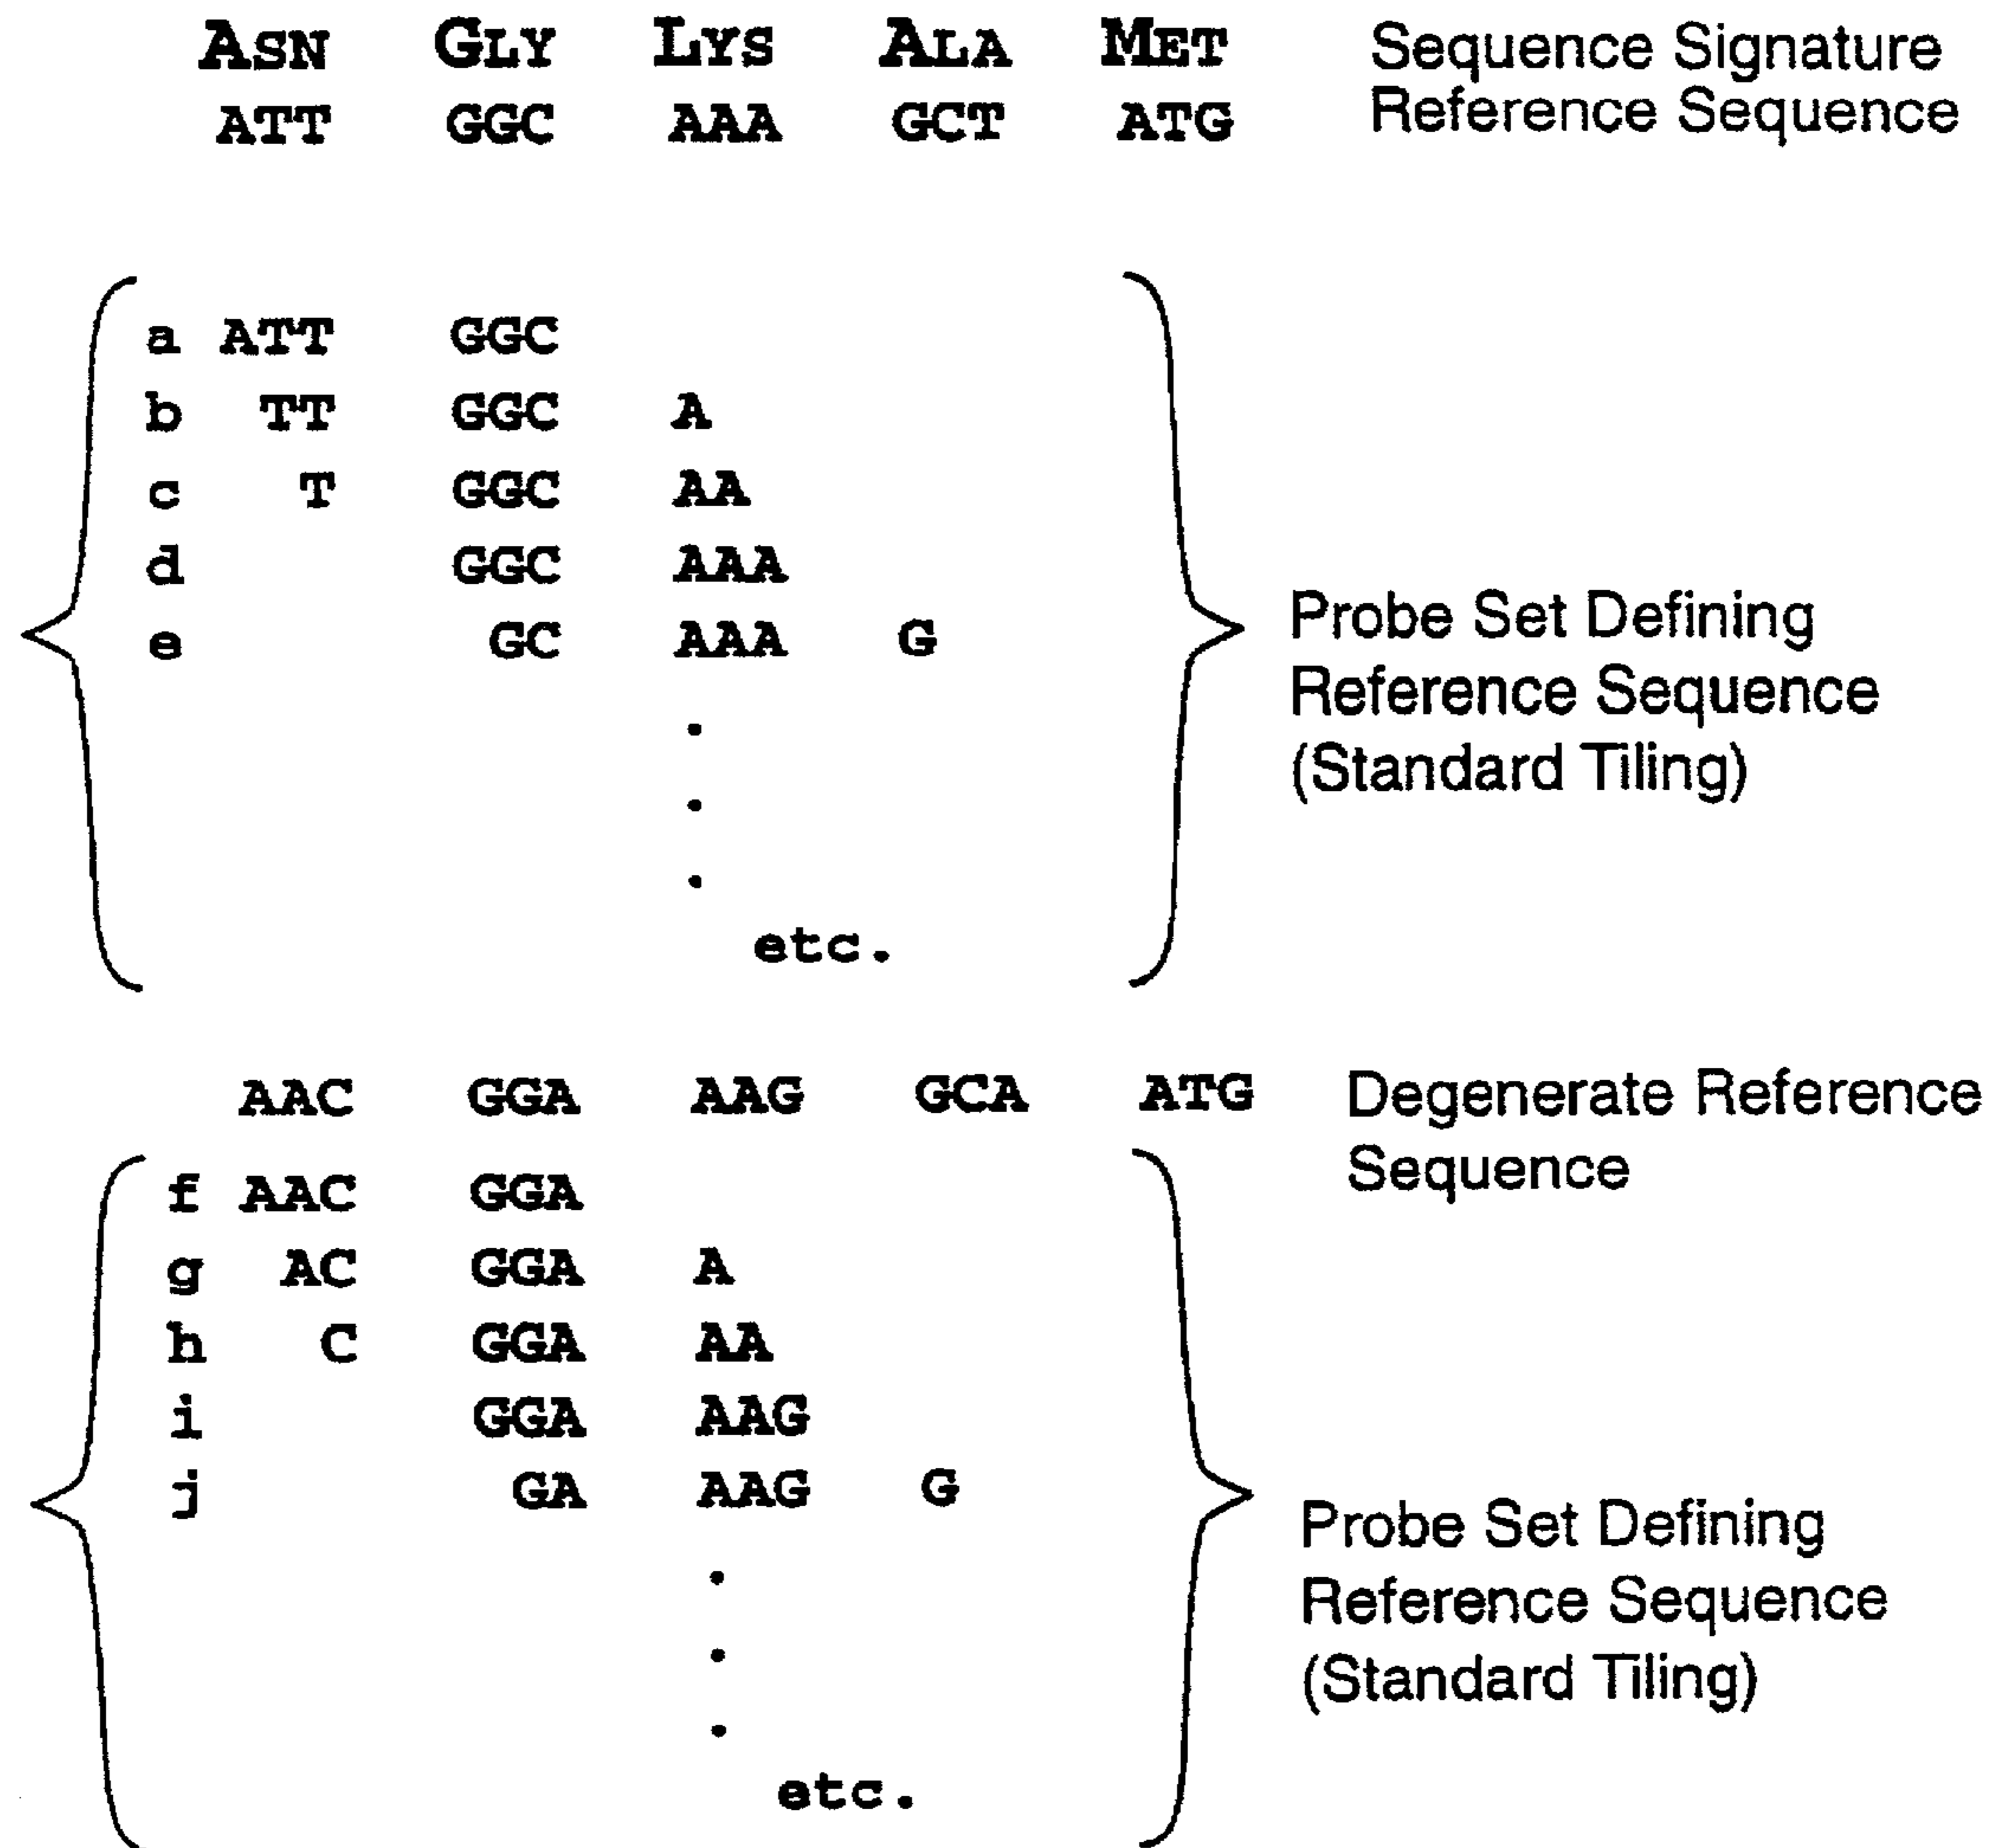 ASN GLY LYS ALA MET Sequence Signature
ATT GGC AAA GCT ATG Reference Sequence
a ATT GGC
b TT GGC A
c T GGC AA
d GGC AAA
e GC AAA G
.
.
.
etc.
Probe Set Defining
Reference Sequence
(Standard Tiling)
AAC GGA AAG GCA ATG Degenerate Reference
Sequence
f AAC GGA
g AC GGA A
h C GGA AA
i GGA AAG
j GA AAG G
.
.
.
etc.
Probe Set Defining
Reference Sequence
(Standard Tiling)